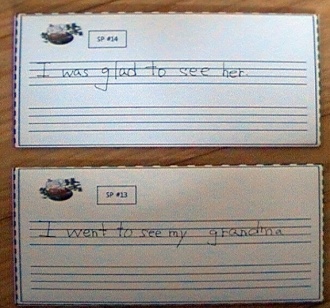 SP #14
I was glad to see her.
SP #13
I went to see my grandma